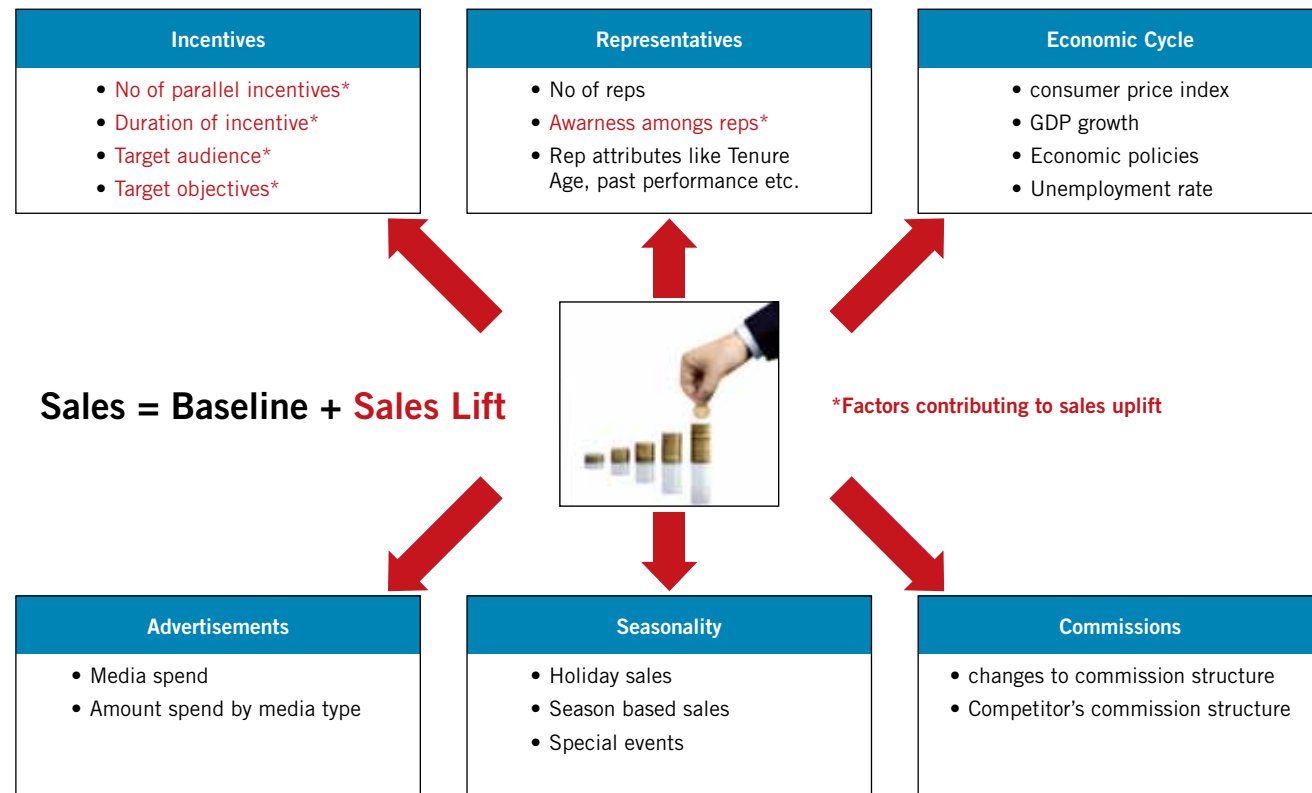 Incentives
• No of parallel incentives*
• Duration of incentive*
• Target audience*
• Target objectives*
Representatives
• No of reps
• Awarness amongs reps*
• Rep attributes like Tenure
Age, past performance etc.
Economic Cycle
• consumer price index
• GDP growth
• Economic policies
• Unemployment rate
Sales = Baseline + Sales Lift
*Factors contributing to sales uplift
Advertisements
• Media spend
• Amount spend by media type
Seasonality
• Holiday sales
• Season based sales
• Special events
Commissions
• changes to commission structure
• Competitor’s commission structure